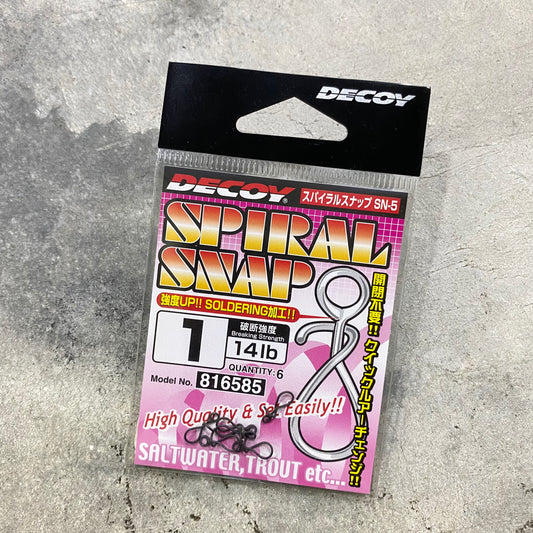 DECOY
DECOY®
スパイラルスナップ SN-5
SPIRAL
SNAP
強度UP!! SOLDERING加工!!
1
破断強度
Breaking Strength
14lb
QUANTITY:6
Model No. 816585
開閉不要!! クイックルアーチェンジ!!
High Quality & Set Easily!!
SALTWATER,TROUT etc...